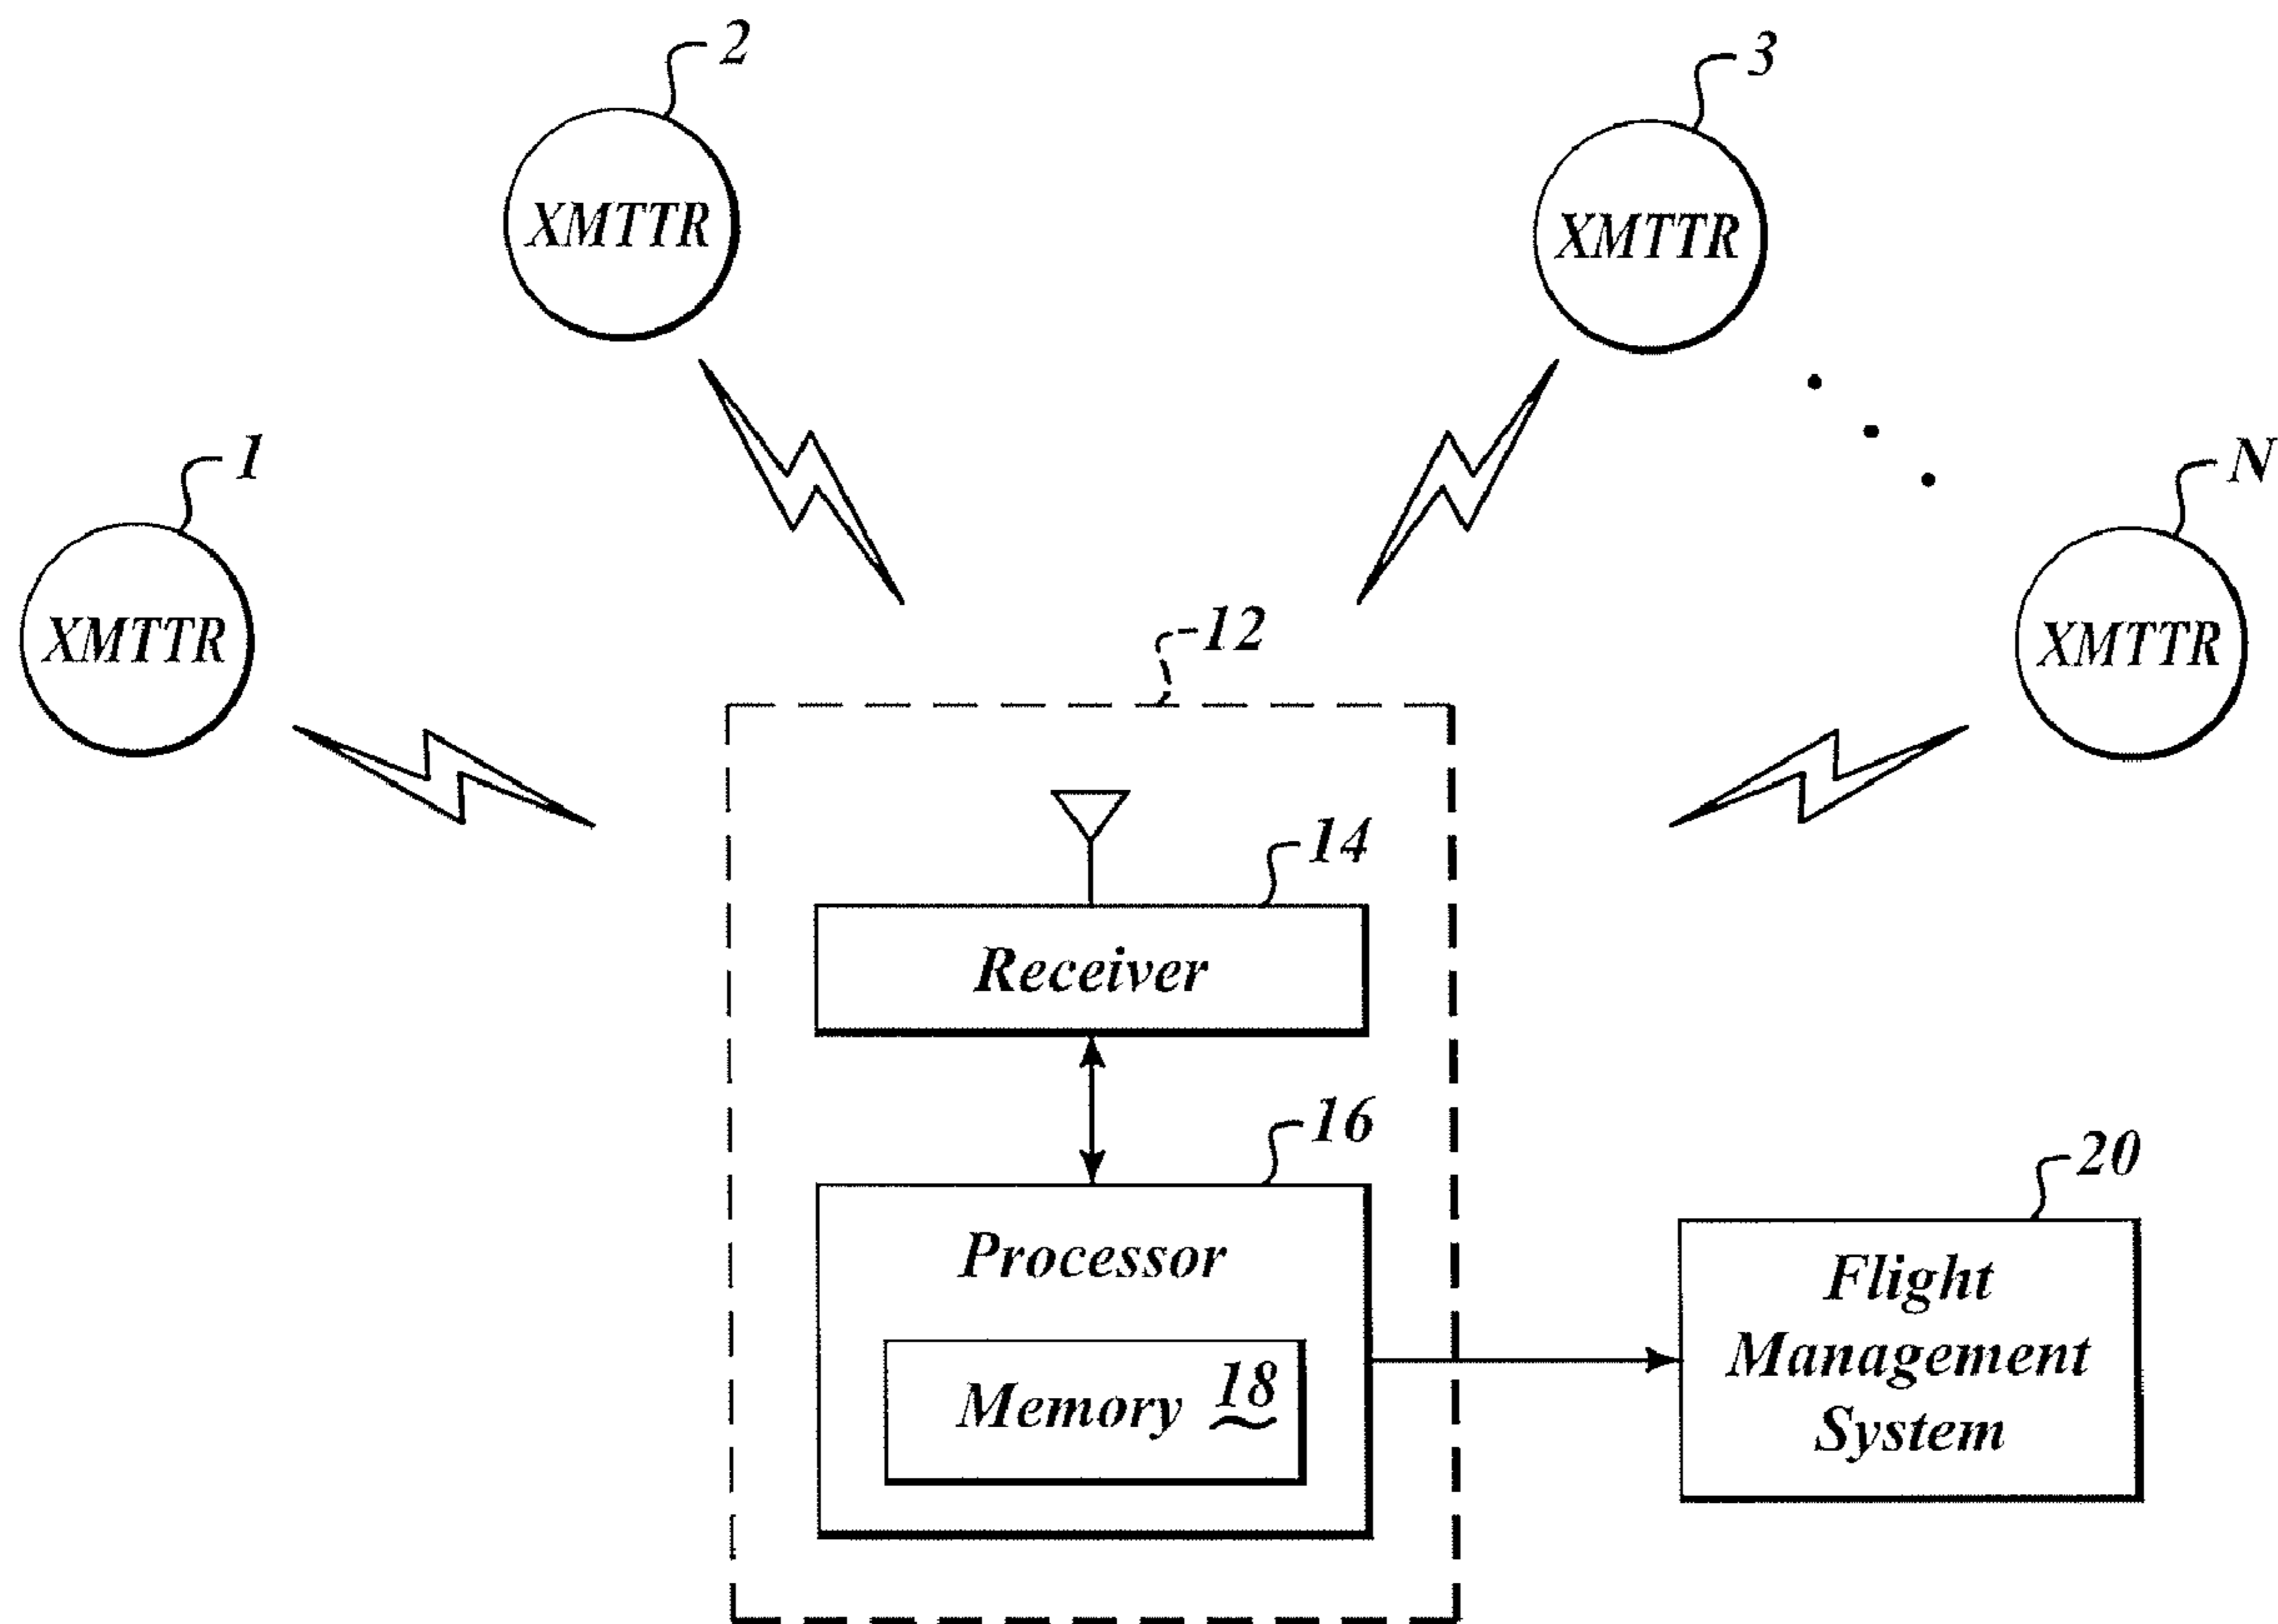 2
3
XMTTR
XMTTR
1
N
XMTTR
XMTTR
12
14
Receiver
16
Processor
Memory 18
20
Flight
Management
System